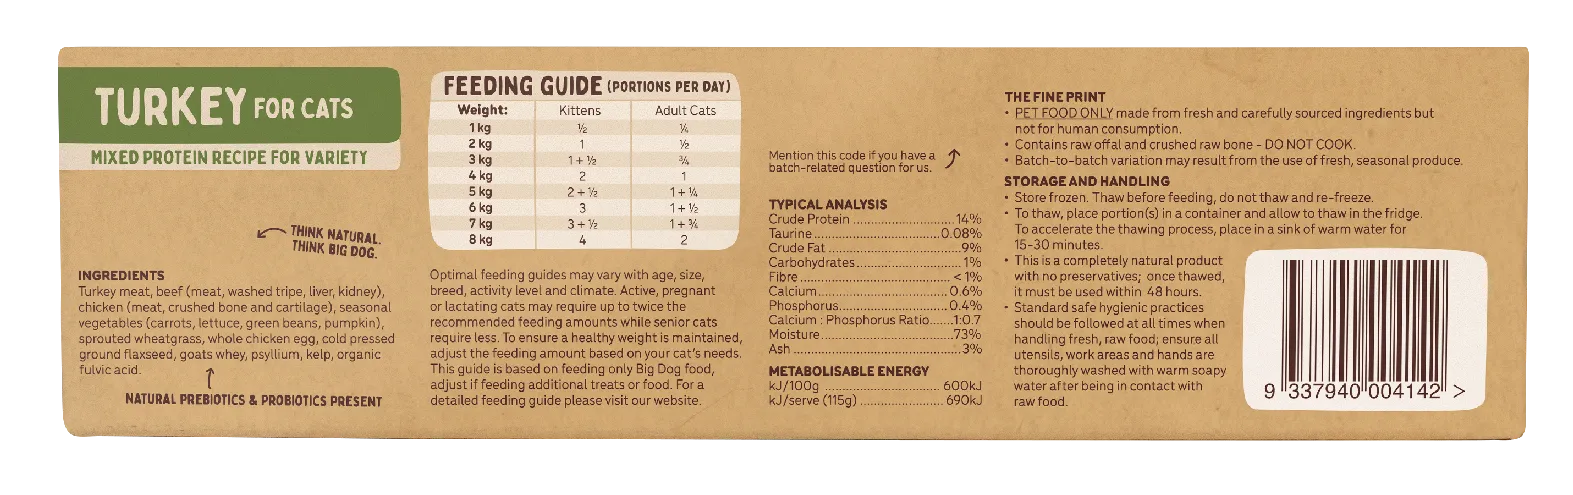 TURKEY FOR CATS
MIXED PROTEIN RECIPE FOR VARIETY
THINK NATURAL.
THINK BIG DOG.
INGREDIENTS
Turkey meat, beef (meat, washed tripe, liver, kidney),
chicken (meat, crushed bone and cartilage), seasonal
vegetables (carrots, lettuce, green beans, pumpkin),
sprouted wheatgrass, whole chicken egg, cold pressed
ground flaxseed, goats whey, psyllium, kelp, organic
fulvic acid.
NATURAL PREBIOTICS & PROBIOTICS PRESENT
FEEDING GUIDE (PORTIONS PER DAY)
Weight: Kittens Adult Cats
1 kg ½ ¼
2 kg 1 ½
3 kg 1 + ½ ¾
4 kg 2 1
5 kg 2 + ½ 1 + ¼
6 kg 3 1 + ½
7 kg 3 + ½ 1 + ¾
8 kg 4 2
Optimal feeding guides may vary with age, size,
breed, activity level and climate. Active, pregnant
or lactating cats may require up to twice the
recommended feeding amounts while senior cats
require less. To ensure a healthy weight is maintained,
adjust the feeding amount based on your cat's needs.
This guide is based on feeding only Big Dog food,
adjust if feeding additional treats or food. For a
detailed feeding guide please visit our website.
Mention this code if you have a
batch-related question for us.
TYPICAL ANALYSIS
Crude Protein 14%
Taurine 0.08%
Crude Fat 9%
Carbohydrates 1%
Fibre < 1%
Calcium 0.6%
Phosphorus 0.4%
Calcium : Phosphorus Ratio 1:0.7
Moisture 73%
Ash 3%
METABOLISABLE ENERGY
kJ/100g 600kJ
kJ/serve (115g) 690kJ
THE FINE PRINT
• PET FOOD ONLY made from fresh and carefully sourced ingredients but
not for human consumption.
• Contains raw offal and crushed raw bone - DO NOT COOK.
• Batch-to-batch variation may result from the use of fresh, seasonal produce.
STORAGE AND HANDLING
• Store frozen. Thaw before feeding, do not thaw and re-freeze.
• To thaw, place portion(s) in a container and allow to thaw in the fridge.
To accelerate the thawing process, place in a sink of warm water for
15-30 minutes.
• This is a completely natural product
with no preservatives; once thawed,
it must be used within 48 hours.
• Standard safe hygienic practices
should be followed at all times when
handling fresh, raw food; ensure all
utensils, work areas and hands are
thoroughly washed with warm soapy
water after being in contact with
raw food.
9 337940 004142 >